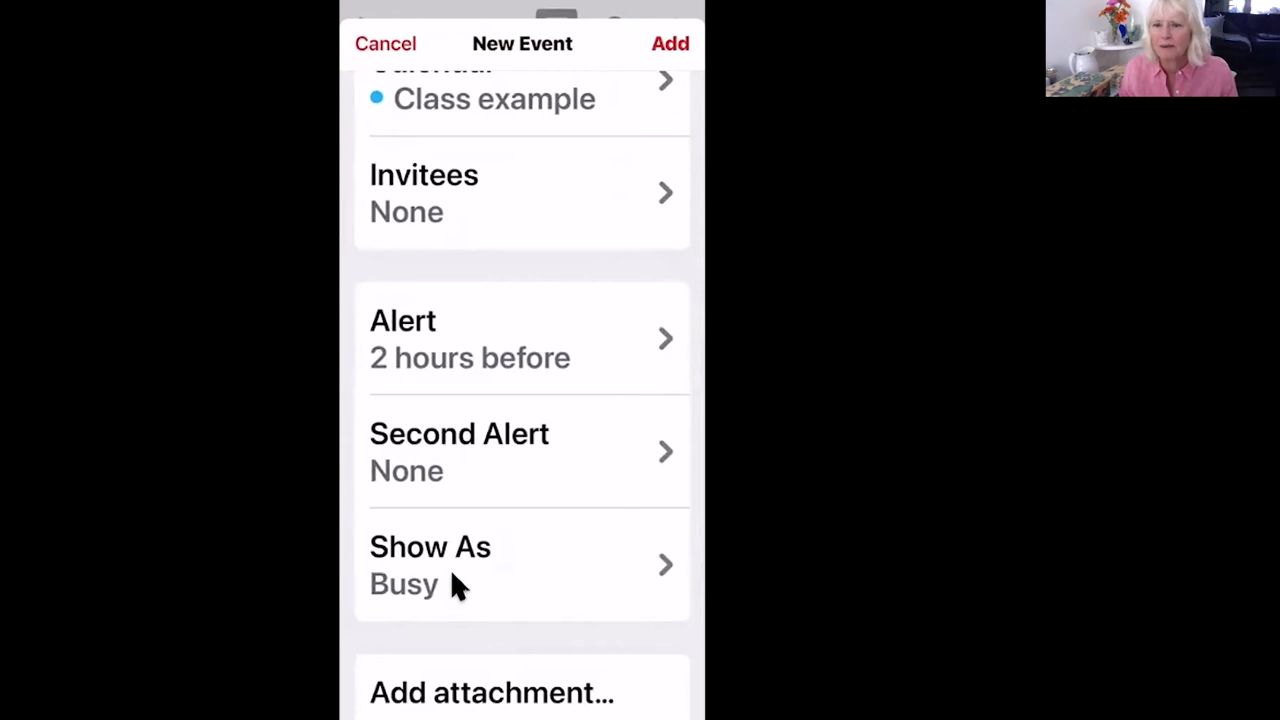 Cancel New Event Add
Calendar
Class example
Invitees
None
Alert
2 hours before
Second Alert
None
Show As
Busy
Add attachment...